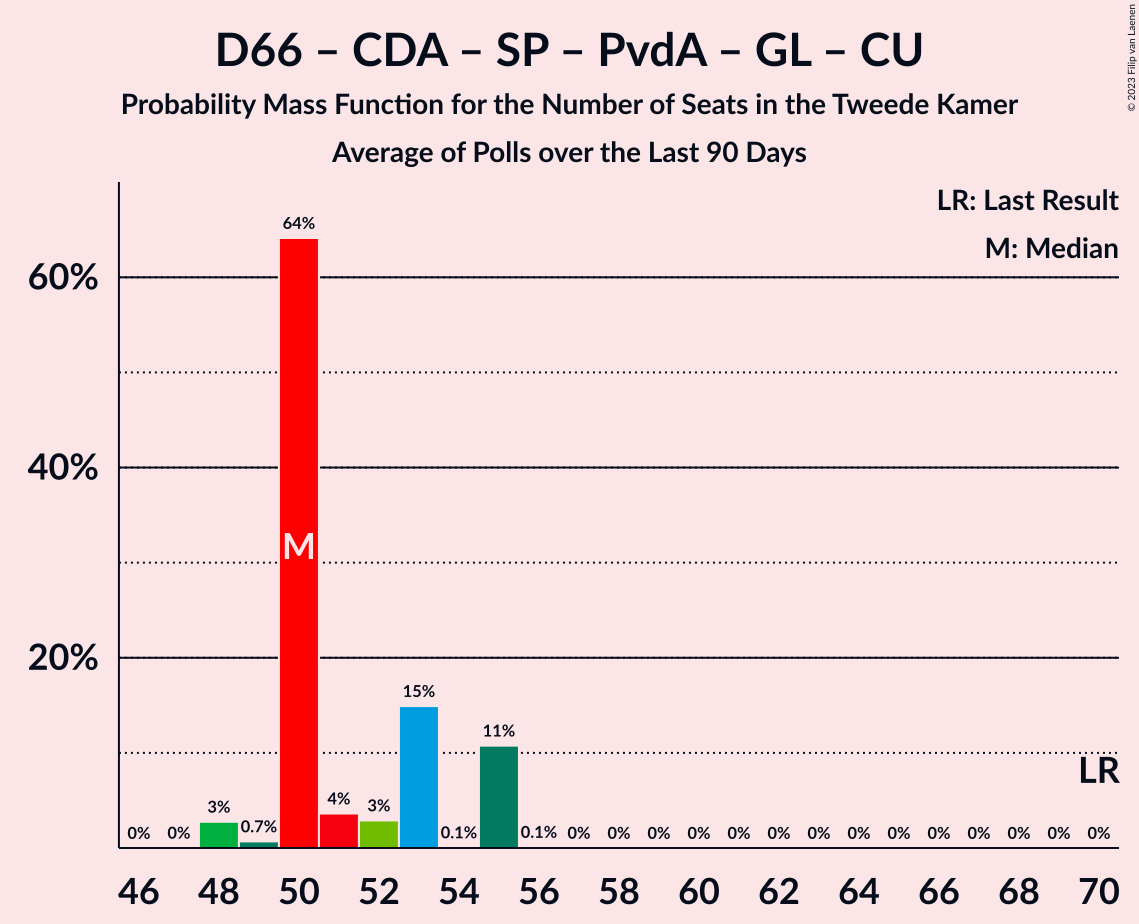 D66 – CDA – SP – PvdA – GL – CU
Probability Mass Function for the Number of Seats in the Tweede Kamer
Average of Polls over the Last 90 Days
© 2023 Filip van Laenen
LR: Last Result
M: Median
60%
40%
20%
0% 0% 3% 0.7% 64% 4% 3% 15% 0.1% 11% 0.1% 0% 0% 0% 0% 0% 0% 0% 0% 0% 0% 0% 0% 0% 0%
M
LR
46 48 50 52 54 56 58 60 62 64 66 68 70